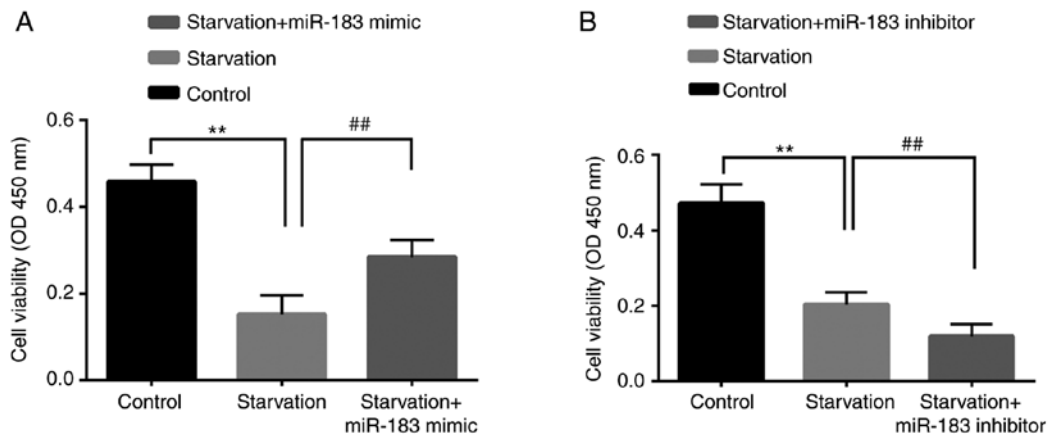 A
Starvation+miR-183 mimic
Starvation
Control
Cell viability (OD 450 nm)
0.6
0.4
0.2
0.0
**
##
Control
Starvation
Starvation+
miR-183 mimic
B
Starvation+miR-183 inhibitor
Starvation
Control
Cell viability (OD 450 nm)
0.6
0.4
0.2
0.0
**
##
Control
Starvation
Starvation+
miR-183 inhibitor